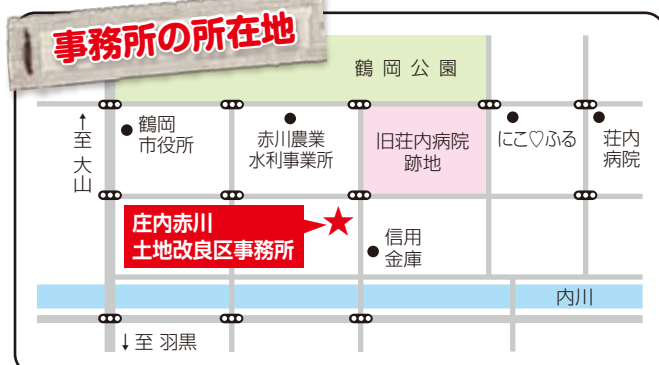 事務所の所在地
鶴岡公園
↑至 大山
鶴岡
市役所
赤川農業
水利事業所
旧荘内病院
跡地
にこ♡ふる
荘内
病院
庄内赤川
土地改良区事務所
信用
金庫
内川
↓至 羽黒